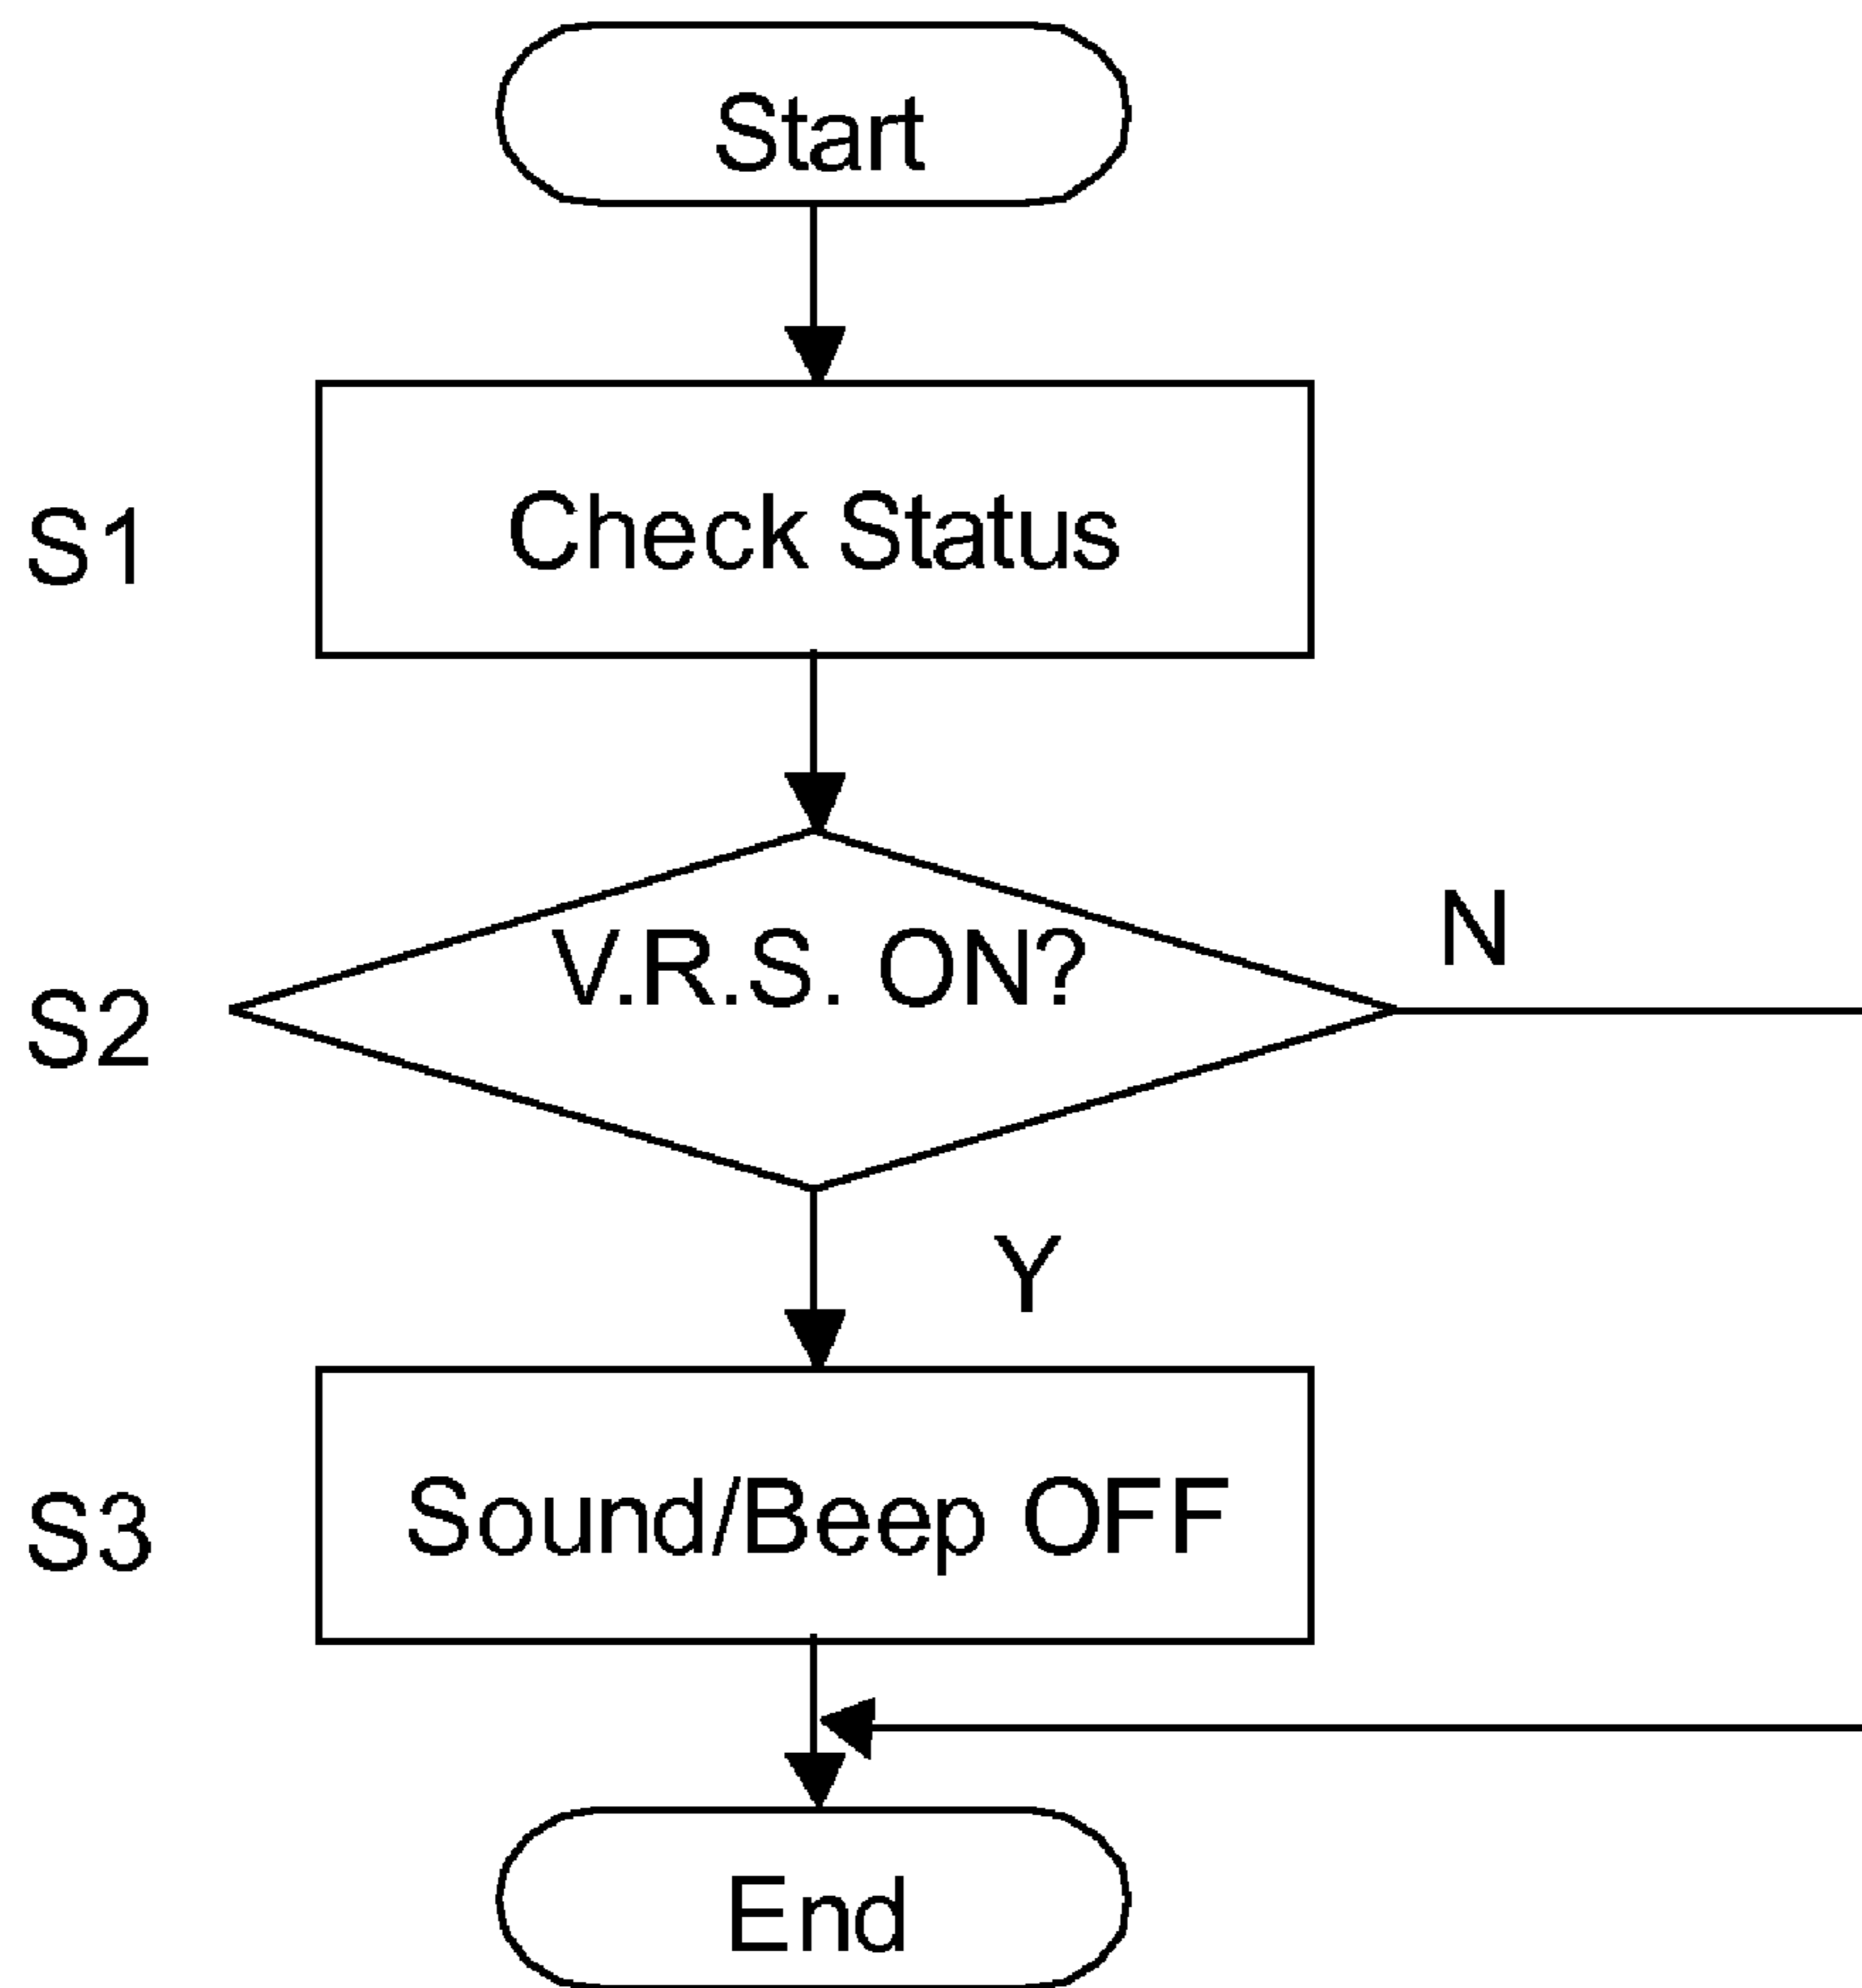 Start
S1
Check Status
S2
V.R.S. ON?
N
Y
S3
Sound/Beep OFF
End